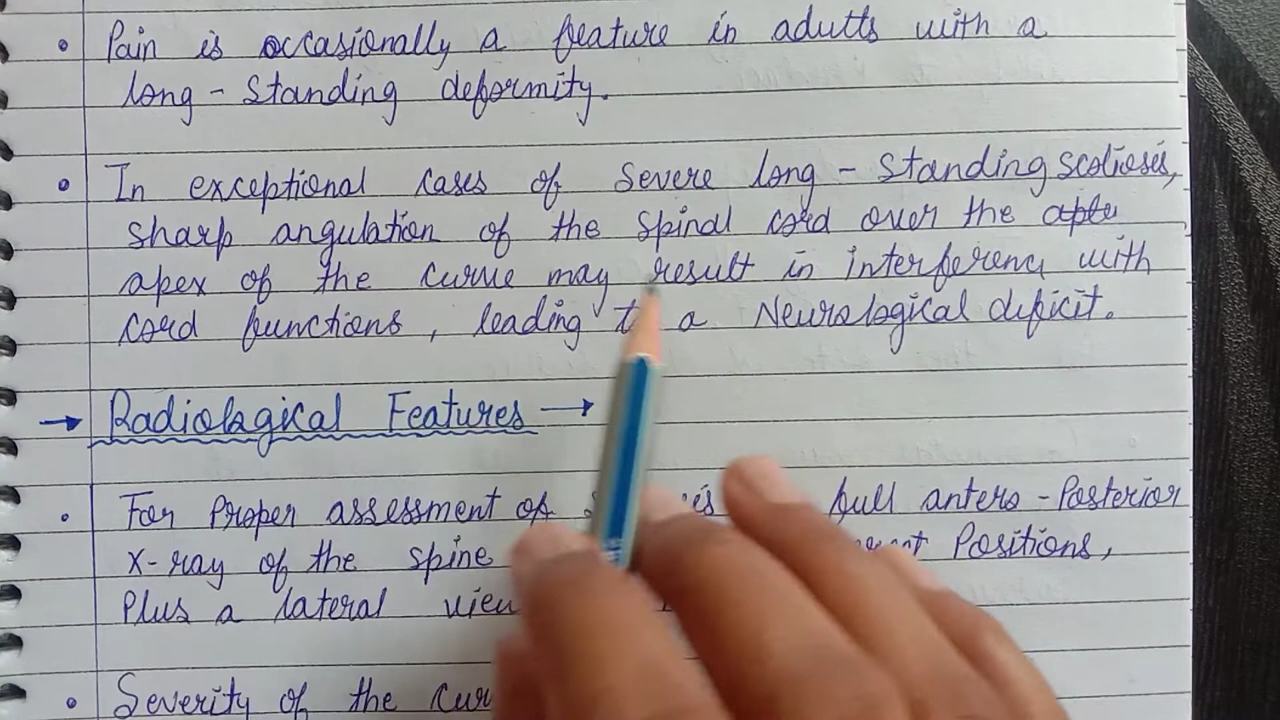 • Pain is occasionally a feature in adults with a
long - Standing deformity.
• In exceptional cases of Severe long - Standing scoliosis,
sharp angulation of the spinal cord over the
apex of the curve may result in interference with
cord functions, leading to a Neurological deficit.
→ Radiological Features →
• For Proper assessment of full antero - Posterior
X-ray of the spine Positions,
Plus a lateral
• Severity of the